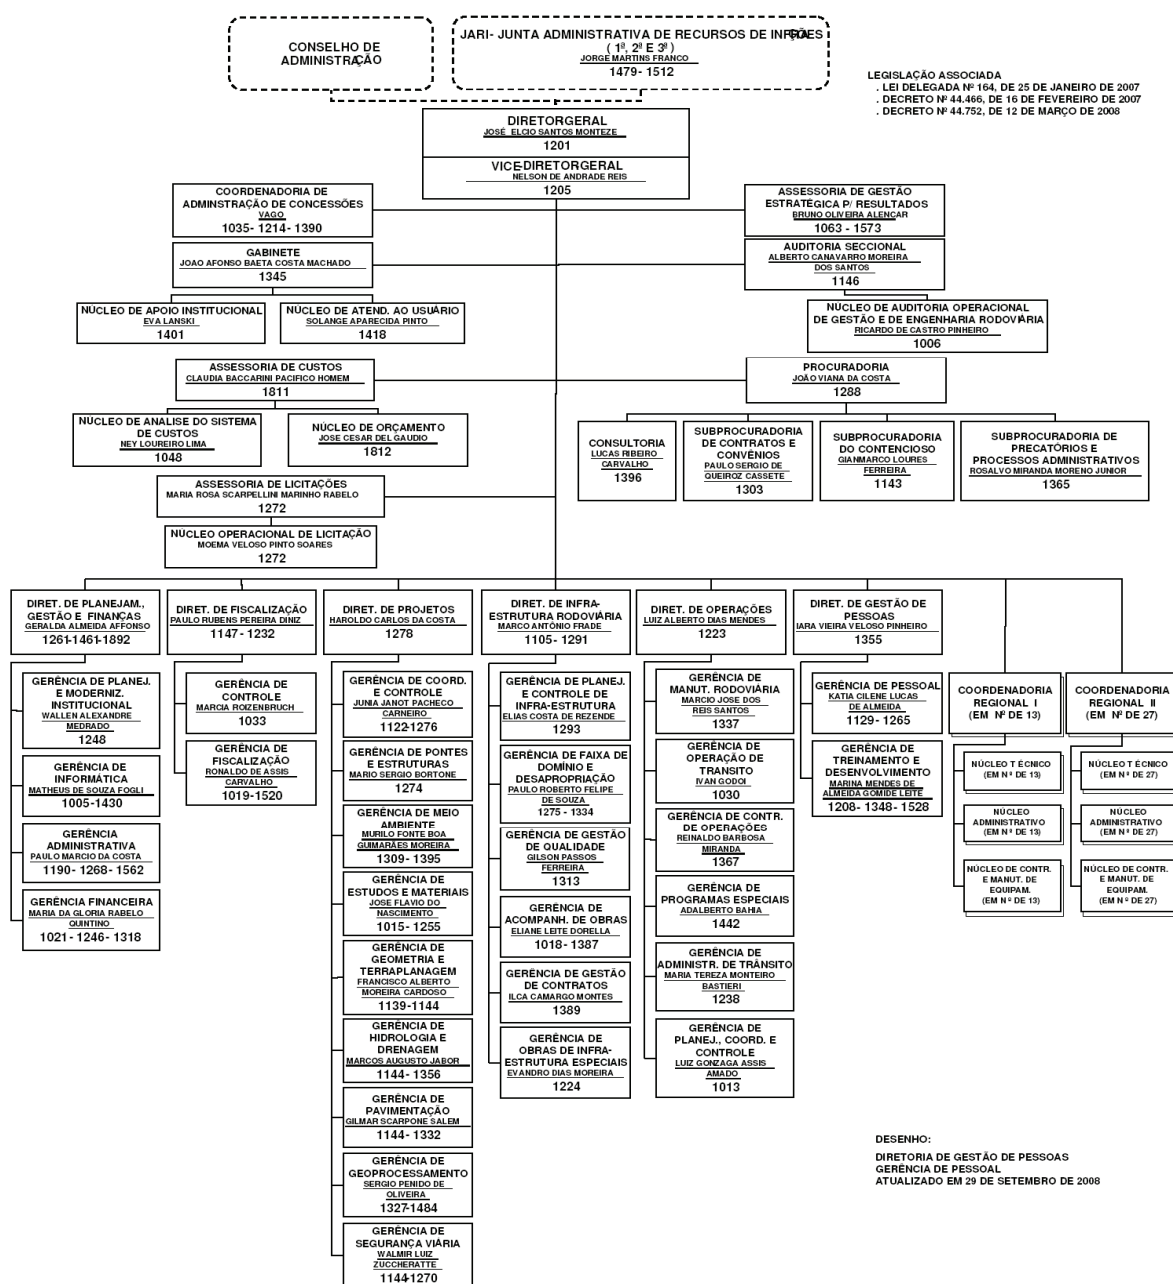 CONSELHO DE
ADMINISTRAÇÃO
JARI- JUNTA ADMINISTRATIVA DE RECURSOS DE INFRAÇÕES
( 1ª, 2ª E 3ª )
JORGE MARTINS FRANCO
1479- 1512
LEGISLAÇÃO ASSOCIADA
. LEI DELEGADA Nº 164, DE 25 DE JANEIRO DE 2007
. DECRETO Nº 44.466, DE 16 DE FEVEREIRO DE 2007
. DECRETO Nº 44.752, DE 12 DE MARÇO DE 2008
DIRETORGERAL
JOSÉ ELCIO SANTOS MONTEZE
1201
VICE-DIRETORGERAL
NELSON DE ANDRADE REIS
1205
COORDENADORIA DE
ADMINSTRAÇÃO DE CONCESSÕES
VAGO
1035- 1214- 1390
ASSESSORIA DE GESTÃO
ESTRATÉGICA P/ RESULTADOS
BRUNO OLIVEIRA ALENCAR
1063 - 1573
GABINETE
JOAO AFONSO BAETA COSTA MACHADO
1345
AUDITORIA SECCIONAL
ALBERTO CANAVARRO MOREIRA
DOS SANTOS
1146
NÚCLEO DE APOIO INSTITUCIONAL
EVA LANSKI
1401
NÚCLEO DE ATEND. AO USUÁRIO
SOLANGE APARECIDA PINTO
1418
NÚCLEO DE AUDITORIA OPERACIONAL
DE GESTÃO E DE ENGENHARIA RODOVIÁRIA
RICARDO DE CASTRO PINHEIRO
1006
ASSESSORIA DE CUSTOS
CLAUDIA BACCARINI PACIFICO HOMEM
1811
PROCURADORIA
JOÃO VIANA DA COSTA
1288
NÚCLEO DE ANALISE DO SISTEMA
DE CUSTOS
NEY LOUREIRO LIMA
1048
NÚCLEO DE ORÇAMENTO
JOSE CESAR DEL GAUDIO
1812
CONSULTORIA
LUCAS RIBEIRO
CARVALHO
1396
SUBPROCURADORIA
DE CONTRATOS E
CONVÊNIOS
PAULO SERGIO DE
QUEIROZ CASSETE
1303
SUBPROCURADORIA
DO CONTENCIOSO
GIANMARCO LOURES
FERREIRA
1143
SUBPROCURADORIA DE
PRECATÓRIOS E
PROCESSOS ADMINISTRATIVOS
ROSALVO MIRANDA MORENO JUNIOR
1365
ASSESSORIA DE LICITAÇÕES
MARIA ROSA SCARPELLINI MARINHO RABELO
1272
NÚCLEO OPERACIONAL DE LICITAÇÃO
MOEMA VELOSO PINTO SOARES
1272
DIRET. DE PLANEJAM.,
GESTÃO E FINANÇAS
GERALDA ALMEIDA AFFONSO
1261-1461-1892
DIRET. DE FISCALIZAÇÃO
PAULO RUBENS PEREIRA DINIZ
1147 - 1232
DIRET. DE PROJETOS
HAROLDO CARLOS DA COSTA
1278
DIRET. DE INFRA-
ESTRUTURA RODOVIÁRIA
MARCO ANTÔNIO FRADE
1105 - 1291
DIRET. DE OPERAÇÕES
LUIZ ALBERTO DIAS MENDES
1223
DIRET. DE GESTÃO DE
PESSOAS
IARA VIEIRA VELOSO PINHEIRO
1355
GERÊNCIA DE PLANEJ.
E MODERNIZ.
INSTITUCIONAL
WALLEN ALEXANDRE
MEDRADO
1248
GERÊNCIA DE
INFORMÁTICA
MATHEUS DE SOUZA FOGLI
1005-1430
GERÊNCIA
ADMINISTRATIVA
PAULO MARCIO DA COSTA
1190 - 1268 - 1562
GERÊNCIA FINANCEIRA
MARIA DA GLORIA RABELO
QUINTINO
1021 - 1246- 1318
GERÊNCIA DE
CONTROLE
MARCIA ROIZENBRUCH
1033
GERÊNCIA DE
FISCALIZAÇÃO
RONALDO DE ASSIS
CARVALHO
1019-1520
GERÊNCIA DE COORD.
E CONTROLE
JUNIA JANOT PACHECO
CARNEIRO
1122-1276
GERÊNCIA DE PONTES
E ESTRUTURAS
MARIO SERGIO BORTONE
1274
GERÊNCIA DE MEIO
AMBIENTE
MURILO FONTE BOA
GUIMARÃES MOREIRA
1309 - 1395
GERÊNCIA DE
ESTUDOS E MATERIAIS
JOSE FLAVIO DO
NASCIMENTO
1015 - 1255
GERÊNCIA DE
GEOMETRIA E
TERRAPLANAGEM
FRANCISCO ALBERTO
MOREIRA CARDOSO
1139-1144
GERÊNCIA DE
HIDROLOGIA E
DRENAGEM
MARCOS AUGUSTO JABOR
1144 - 1356
GERÊNCIA DE
PAVIMENTAÇÃO
GILMAR SCARPONE SALEM
1144- 1332
GERÊNCIA DE
GEOPROCESSAMENTO
SERGIO PENIDO DE
OLIVEIRA
1327-1484
GERÊNCIA DE
SEGURANÇA VIÁRIA
WALMIR LUIZ
ZUCCHERATTE
1144-1270
GERÊNCIA DE PLANEJ.
E CONTROLE DE
INFRA-ESTRUTURA
ELIAS COSTA DE REZENDE
1293
GERÊNCIA DE FAIXA DE
DOMÍNIO E
DESAPROPRIAÇÃO
PAULO ROBERTO FELIPE
DE SOUZA
1275 - 1334
GERÊNCIA DE GESTÃO
DE QUALIDADE
GILSON PASSOS
FERREIRA
1313
GERÊNCIA DE
ACOMPANH. DE OBRAS
ELIANE LEITE DORELLA
1018 - 1387
GERÊNCIA DE GESTÃO
DE CONTRATOS
ILCA CAMARGO MONTES
1389
GERÊNCIA DE
OBRAS DE INFRA-
ESTRUTURA ESPECIAIS
EVANDRO DIAS MOREIRA
1224
GERÊNCIA DE
MANUT. RODOVIÁRIA
MARCIO JOSE DOS
REIS SANTOS
1337
GERÊNCIA DE
OPERAÇÃO DE
TRANSITO
IVAN GODOI
1030
GERÊNCIA DE CONTR.
DE OPERAÇÕES
REINALDO BARBOSA
MIRANDA
1367
GERÊNCIA DE
PROGRAMAS ESPECIAIS
ADALBERTO BAHIA
1442
GERÊNCIA DE
ADMINISTR. DE TRÂNSITO
MARIA TEREZA MONTEIRO
BASTIERI
1238
GERÊNCIA DE
PLANEJ., COORD. E
CONTROLE
LUIZ GONZAGA ASSIS
AMADO
1013
GERÊNCIA DE PESSOAL
KATIA CILENE LUCAS
DE ALMEIDA
1129 - 1265
GERÊNCIA DE
TREINAMENTO E
DESENVOLVIMENTO
MARINA MENDES DE
ALMEIDA GOMIDE LEITE
1208- 1348 - 1528
COORDENADORIA
REGIONAL I
(EM Nº DE 13)
NÚCLEO TÉCNICO
(EM Nº DE 13)
NÚCLEO
ADMINISTRATIVO
(EM Nº DE 13)
NÚCLEO DE CONTR.
E MANUT. DE
EQUIPAM.
(EM Nº DE 13)
COORDENADORIA
REGIONAL II
(EM Nº DE 27)
NÚCLEO TÉCNICO
(EM Nº DE 27)
NÚCLEO
ADMINISTRATIVO
(EM Nº DE 27)
NÚCLEO DE CONTR.
E MANUT. DE
EQUIPAM.
(EM Nº DE 27)
DESENHO:
DIRETORIA DE GESTÃO DE PESSOAS
GERÊNCIA DE PESSOAL
ATUALIZADO EM 29 DE SETEMBRO DE 2008